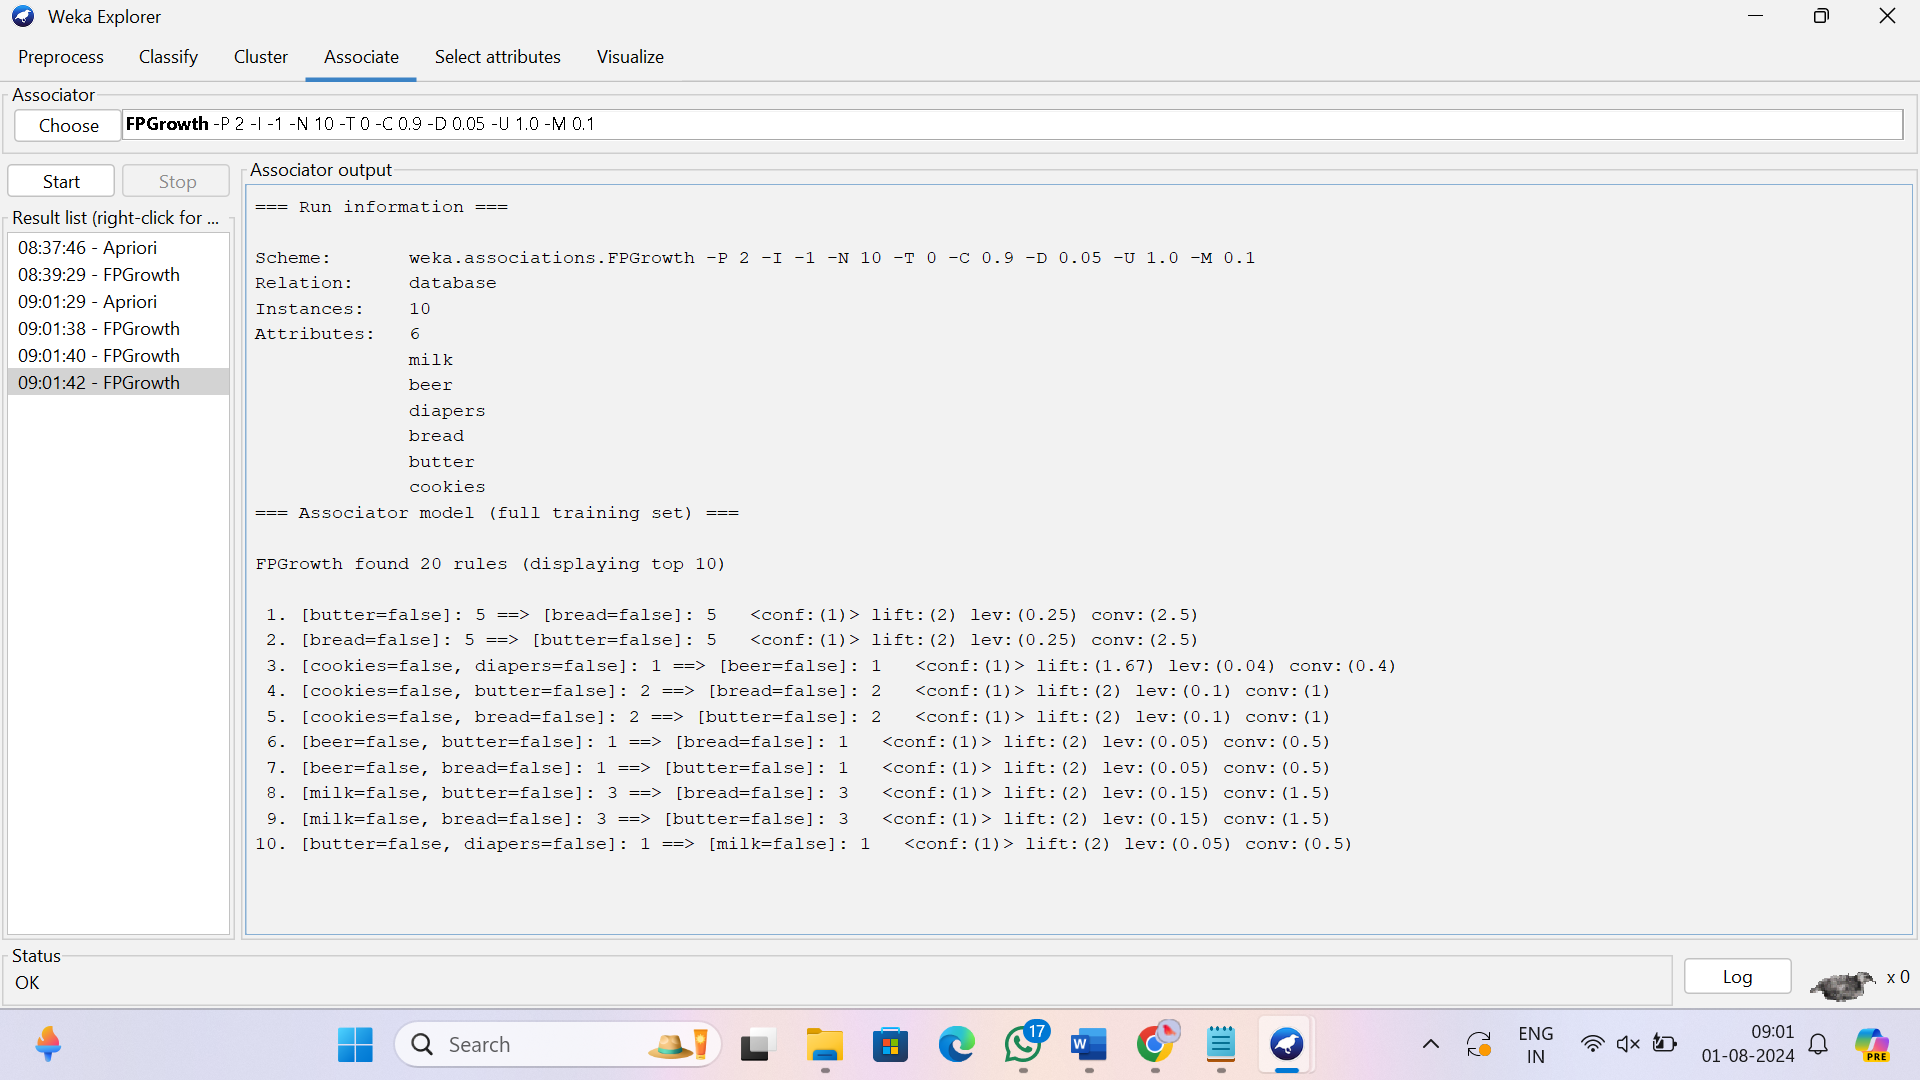 Weka Explorer
Preprocess Classify Cluster Associate Select attributes Visualize
Associator
Choose FPGrowth -P 2 -I -1 -N 10 -T 0 -C 0.9 -D 0.05 -U 1.0 -M 0.1
Start Stop
Result list (right-click for ...
08:37:46 - Apriori
08:39:29 - FPGrowth
09:01:29 - Apriori
09:01:38 - FPGrowth
09:01:40 - FPGrowth
09:01:42 - FPGrowth
Associator output
=== Run information ===
Scheme: weka.associations.FPGrowth -P 2 -I -1 -N 10 -T 0 -C 0.9 -D 0.05 -U 1.0 -M 0.1
Relation: database
Instances: 10
Attributes: 6
milk
beer
diapers
bread
butter
cookies
=== Associator model (full training set) ===
FPGrowth found 20 rules (displaying top 10)
1. [butter=false]: 5 ==> [bread=false]: 5 <conf:(1)> lift:(2) lev:(0.25) conv:(2.5)
2. [bread=false]: 5 ==> [butter=false]: 5 <conf:(1)> lift:(2) lev:(0.25) conv:(2.5)
3. [cookies=false, diapers=false]: 1 ==> [beer=false]: 1 <conf:(1)> lift:(1.67) lev:(0.04) conv:(0.4)
4. [cookies=false, butter=false]: 2 ==> [bread=false]: 2 <conf:(1)> lift:(2) lev:(0.1) conv:(1)
5. [cookies=false, bread=false]: 2 ==> [butter=false]: 2 <conf:(1)> lift:(2) lev:(0.1) conv:(1)
6. [beer=false, butter=false]: 1 ==> [bread=false]: 1 <conf:(1)> lift:(2) lev:(0.05) conv:(0.5)
7. [beer=false, bread=false]: 1 ==> [butter=false]: 1 <conf:(1)> lift:(2) lev:(0.05) conv:(0.5)
8. [milk=false, butter=false]: 3 ==> [bread=false]: 3 <conf:(1)> lift:(2) lev:(0.15) conv:(1.5)
9. [milk=false, bread=false]: 3 ==> [butter=false]: 3 <conf:(1)> lift:(2) lev:(0.15) conv:(1.5)
10. [butter=false, diapers=false]: 1 ==> [milk=false]: 1 <conf:(1)> lift:(2) lev:(0.05) conv:(0.5)
Status
OK
Log
x 0
Search
17
W
ENG
IN
09:01
01-08-2024
PRE